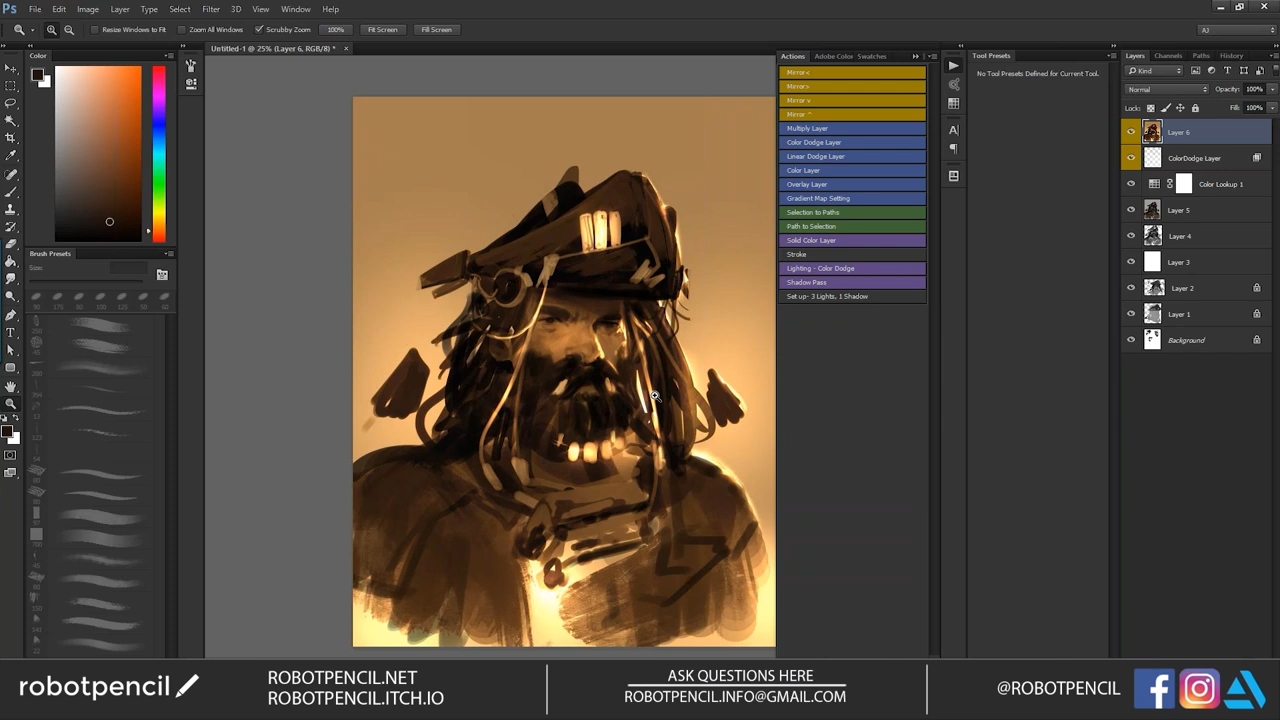 Ps File Edit Image Layer Type Select Filter 3D View Window Help
Resize Windows to Fit Zoom All Windows Scrubby Zoom 100% Fit Screen Fill Screen AJ
Untitled-1 @ 25% (Layer 6, RGB/8) * ×
Color
Brush Presets
Size:
Actions Adobe Color Swatches
Mirror<
Mirror>
Mirror v
Mirror ^
Multiply Layer
Color Dodge Layer
Linear Dodge Layer
Color Layer
Overlay Layer
Gradient Map Setting
Selection to Paths
Path to Selection
Solid Color Layer
Stroke
Lighting - Color Dodge
Shadow Pass
Set up- 3 Lights, 1 Shadow
Tool Presets
No Tool Presets Defined for Current Tool.
Layers Channels Paths History
Kind
Normal Opacity: 100%
Lock: Fill: 100%
Layer 6
ColorDodge Layer
Color Lookup 1
Layer 5
Layer 4
Layer 3
Layer 2
Layer 1
Background
robotpencil
ROBOTPENCIL.NET
ROBOTPENCIL.ITCH.IO
ASK QUESTIONS HERE
ROBOTPENCIL.INFO@GMAIL.COM
@ROBOTPENCIL